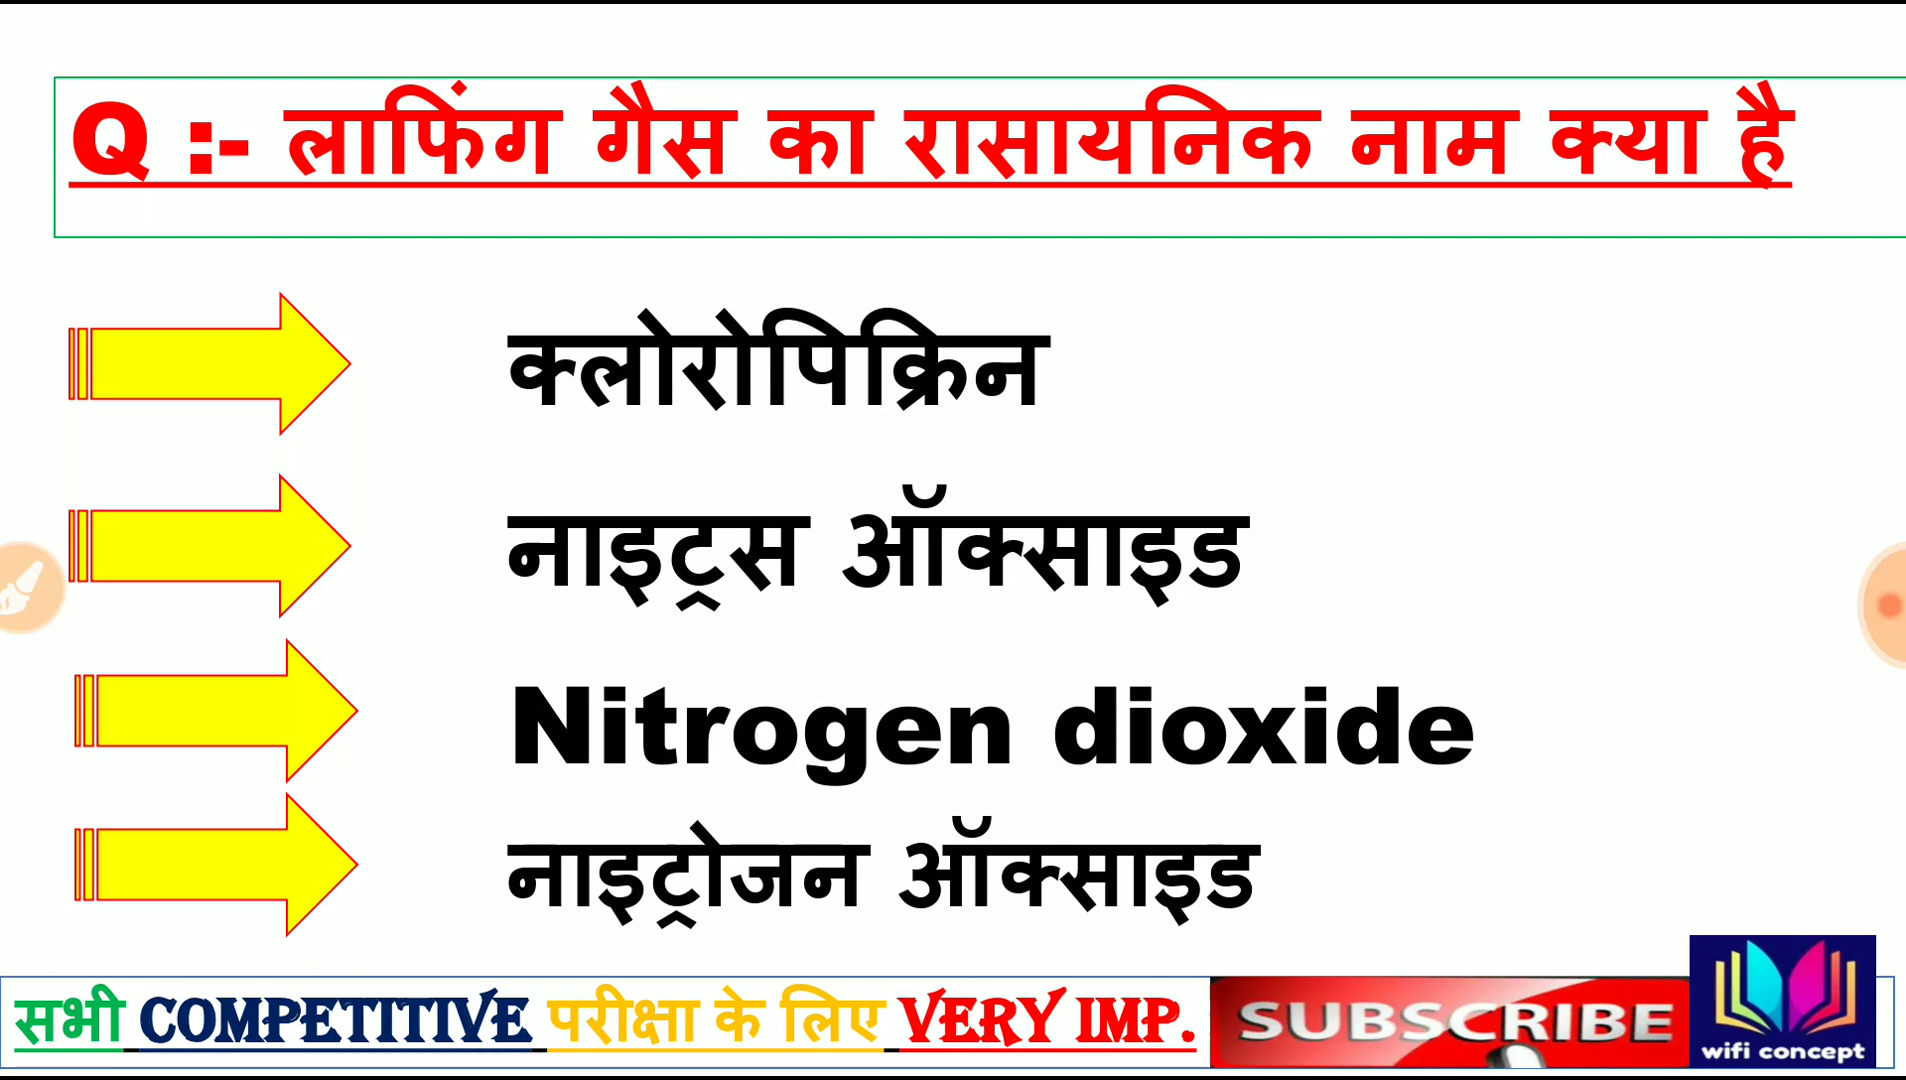 Q :- लाफिंग गैस का रासायनिक नाम क्या है
क्लोरोपिक्रिन
नाइट्रस ऑक्साइड
Nitrogen dioxide
नाइट्रोजन ऑक्साइड
सभी COMPETITIVE परीक्षा के लिए VERY IMP.
SUBSCRIBE
wifi concept